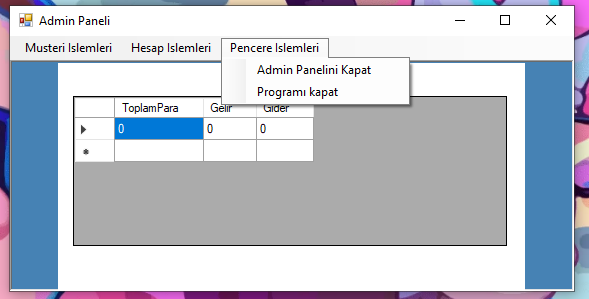 Admin Paneli
Musteri Islemleri Hesap Islemleri Pencere Islemleri
Admin Panelini Kapat
Programı kapat
ToplamPara Gelir Gider
0 0 0